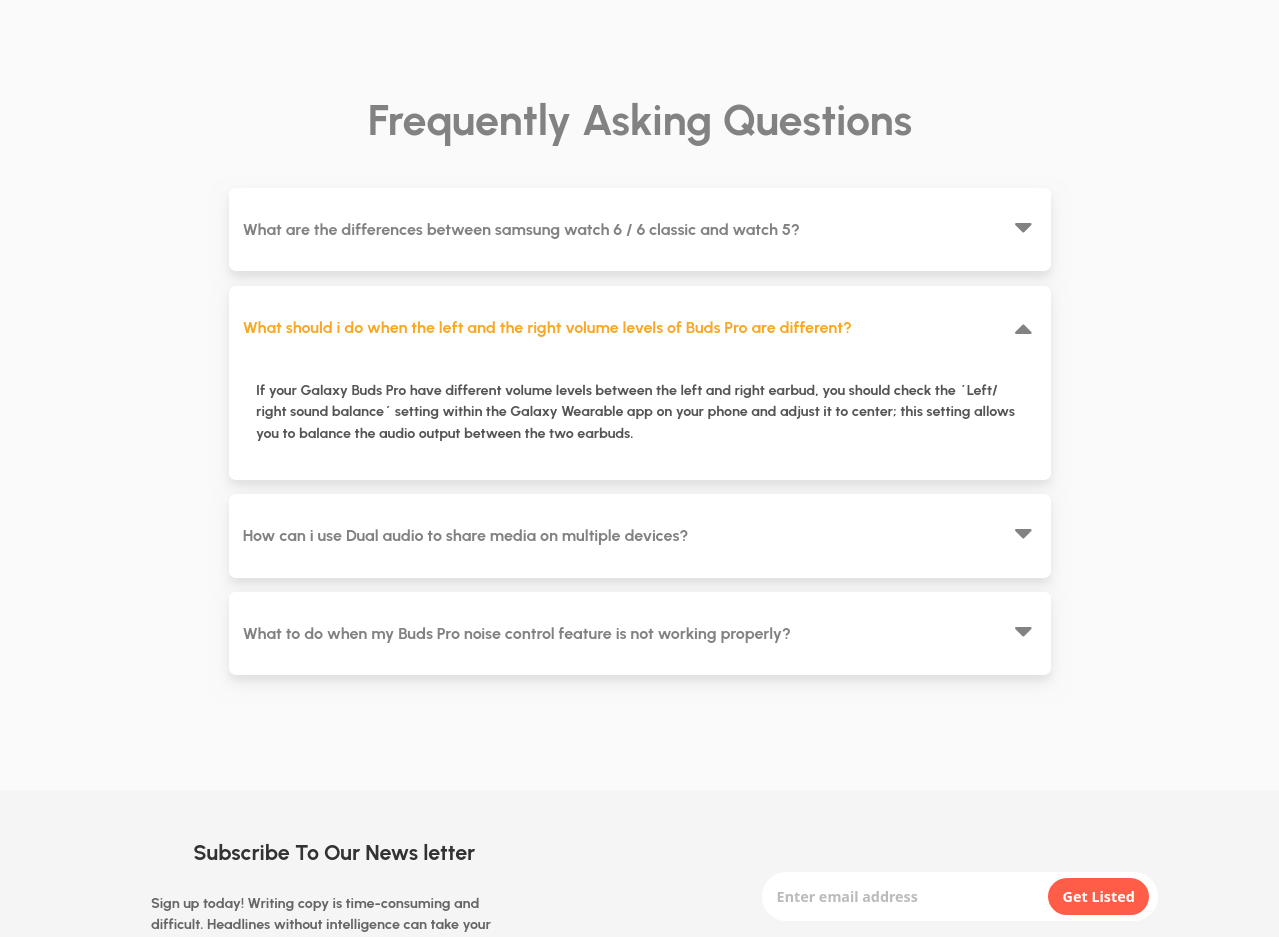 Frequently Asking Questions
What are the differences between samsung watch 6 / 6 classic and watch 5?
What should i do when the left and the right volume levels of Buds Pro are different?
If your Galaxy Buds Pro have different volume levels between the left and right earbud, you should check the ˙Left/
right sound balance˙ setting within the Galaxy Wearable app on your phone and adjust it to center; this setting allows
you to balance the audio output between the two earbuds.
How can i use Dual audio to share media on multiple devices?
What to do when my Buds Pro noise control feature is not working properly?
Subscribe To Our News letter
Sign up today! Writing copy is time-consuming and
difficult. Headlines without intelligence can take your
Enter email address
Get Listed